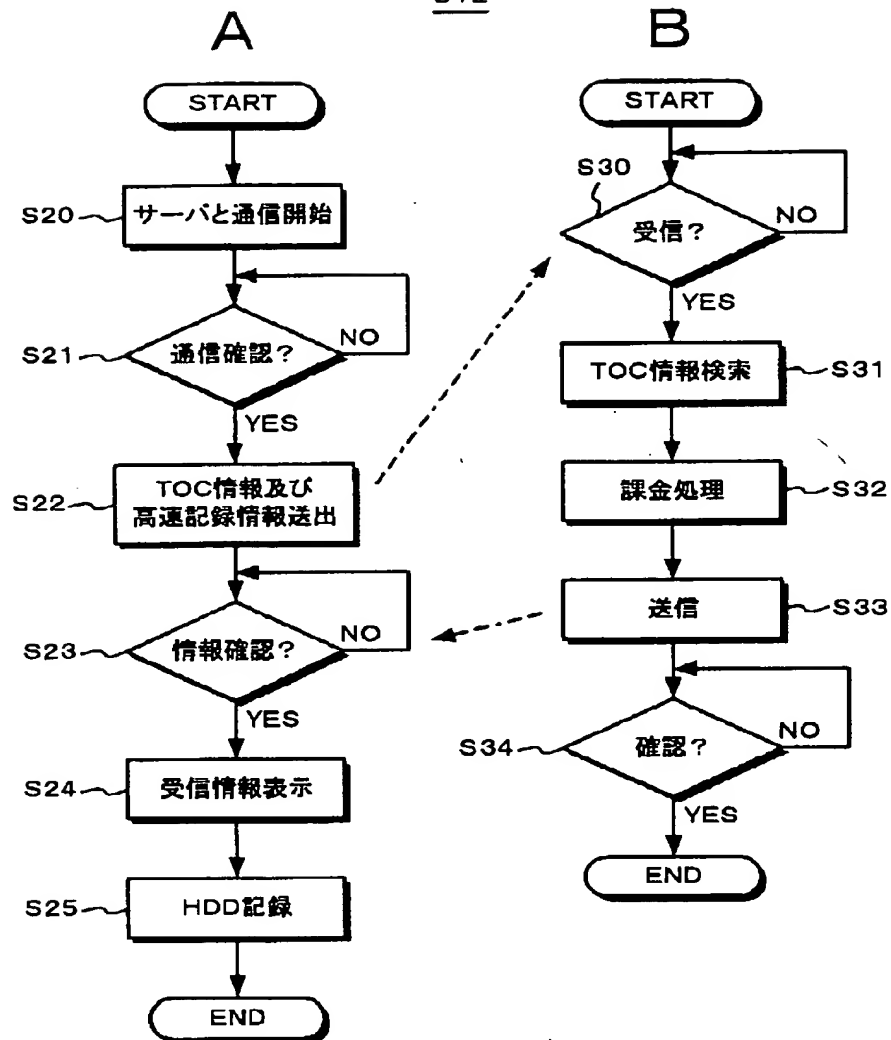 A
START
S20
サーバと通信開始
S21
通信確認?
NO
YES
S22
TOC情報及び
高速記録情報送出
S23
情報確認?
NO
YES
S24
受信情報表示
S25
HDD記録
END
B
START
S30
受信?
NO
YES
TOC情報検索
S31
課金処理
S32
送信
S33
S34
確認?
NO
YES
END